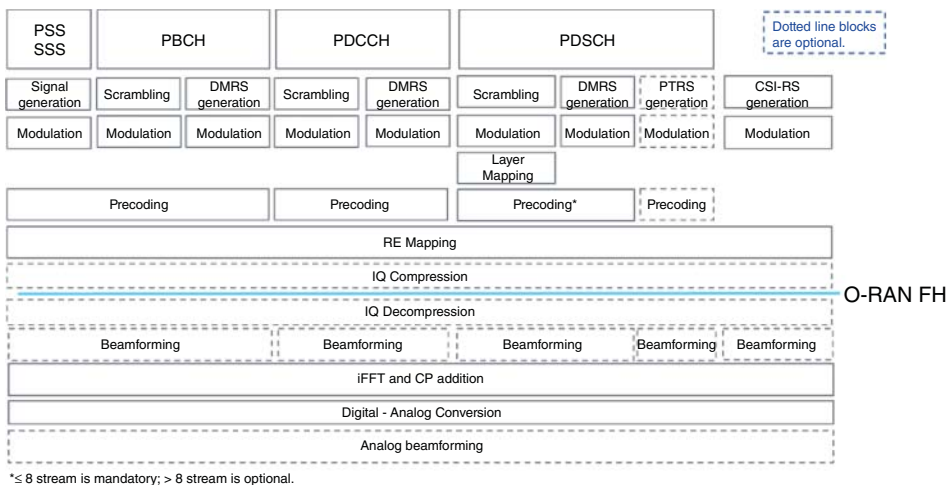 PSS
SSS
PBCH
PDCCH
PDSCH
Dotted line blocks
are optional.
Signal
generation
Scrambling
DMRS
generation
Scrambling
DMRS
generation
Scrambling
DMRS
generation
PTRS
generation
CSI-RS
generation
Modulation
Modulation
Modulation
Modulation
Modulation
Modulation
Modulation
Modulation
Modulation
Layer
Mapping
Precoding
Precoding
Precoding*
Precoding
RE Mapping
IQ Compression
O-RAN FH
IQ Decompression
Beamforming
Beamforming
Beamforming
Beamforming
Beamforming
iFFT and CP addition
Digital - Analog Conversion
Analog beamforming
*≤ 8 stream is mandatory; > 8 stream is optional.